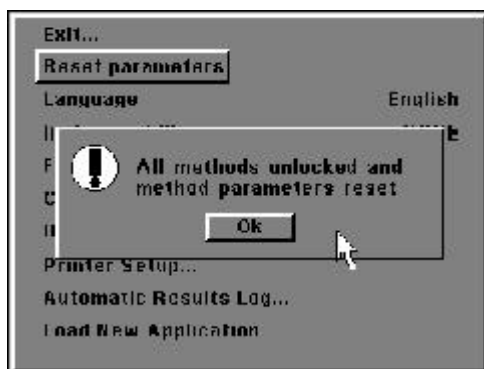 Exit...
Reset parameters
Language English
All methods unlocked and
method parameters reset
Ok
Printer Setup...
Automatic Results Log...
Load New Application